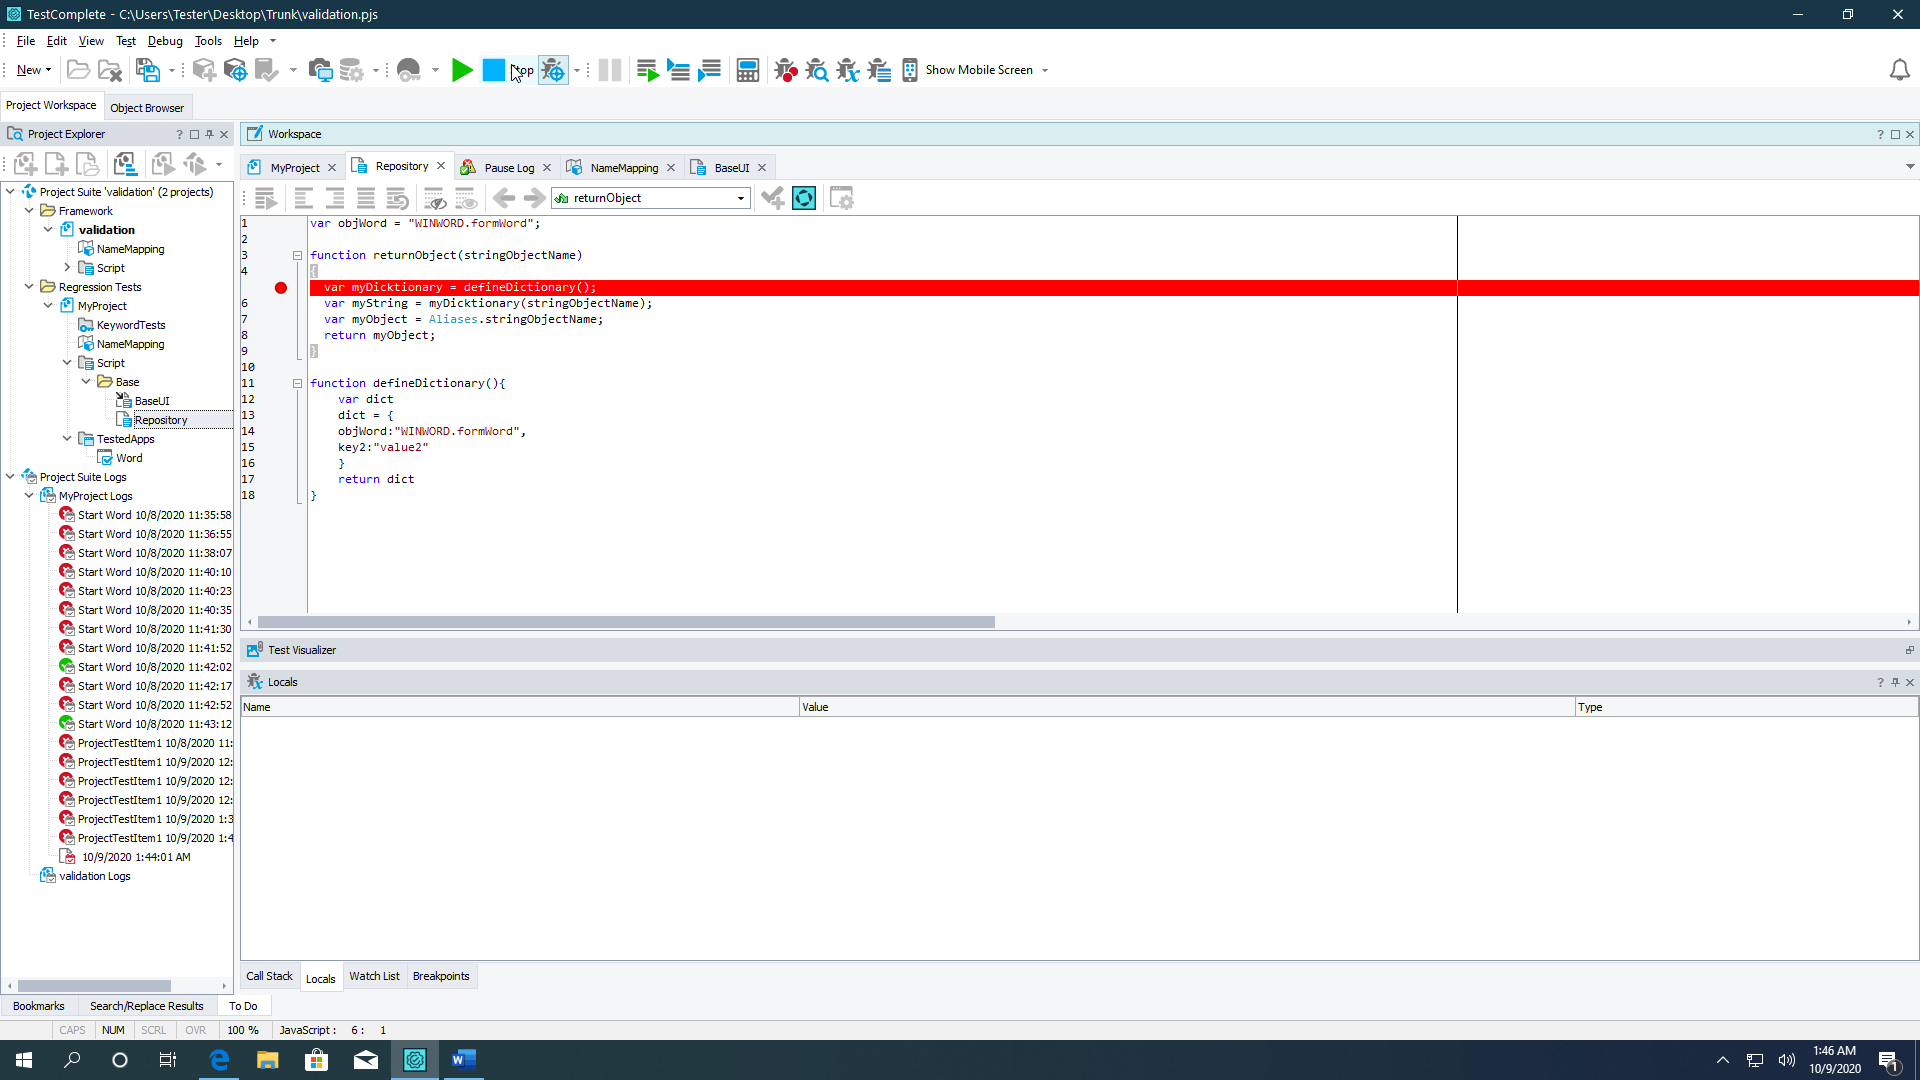 TestComplete - C:\Users\Tester\Desktop\Trunk\validation.pjs
File Edit View Test Debug Tools Help
New
Show Mobile Screen
Project Workspace Object Browser
Project Explorer
Workspace
MyProject Repository Pause Log NameMapping BaseUI
returnObject
Project Suite 'validation' (2 projects)
Framework
validation
NameMapping
Script
Regression Tests
MyProject
KeywordTests
NameMapping
Script
Base
BaseUI
Repository
TestedApps
Word
Project Suite Logs
MyProject Logs
Start Word 10/8/2020 11:35:58
Start Word 10/8/2020 11:36:55
Start Word 10/8/2020 11:38:07
Start Word 10/8/2020 11:40:10
Start Word 10/8/2020 11:40:23
Start Word 10/8/2020 11:40:35
Start Word 10/8/2020 11:41:30
Start Word 10/8/2020 11:41:52
Start Word 10/8/2020 11:42:02
Start Word 10/8/2020 11:42:17
Start Word 10/8/2020 11:42:52
Start Word 10/8/2020 11:43:12
ProjectTestItem1 10/8/2020 11:
ProjectTestItem1 10/9/2020 12:
ProjectTestItem1 10/9/2020 12:
ProjectTestItem1 10/9/2020 12:
ProjectTestItem1 10/9/2020 1:3
ProjectTestItem1 10/9/2020 1:4
10/9/2020 1:44:01 AM
validation Logs
1 var objWord = "WINWORD.formWord";
2
3 function returnObject(stringObjectName)
4 {
var myDicktionary = defineDictionary();
6 var myString = myDicktionary(stringObjectName);
7 var myObject = Aliases.stringObjectName;
8 return myObject;
9 }
10
11 function defineDictionary(){
12 var dict
13 dict = {
14 objWord:"WINWORD.formWord",
15 key2:"value2"
16 }
17 return dict
18 }
Test Visualizer
Locals
Name Value Type
Call Stack Locals Watch List Breakpoints
Bookmarks Search/Replace Results To Do
CAPS NUM SCRL OVR 100 % JavaScript : 6 : 1
1:46 AM
10/9/2020
1